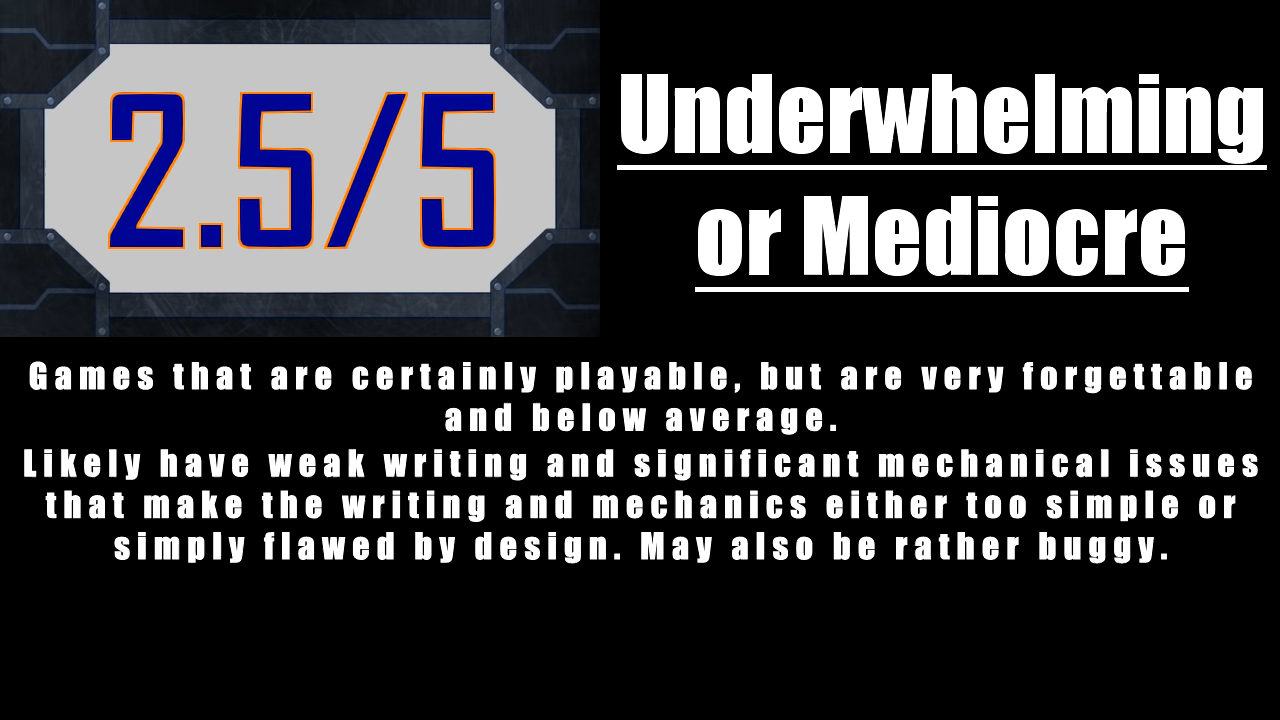 2.5/5
Underwhelming
or Mediocre
Games that are certainly playable, but are very forgettable
and below average.
Likely have weak writing and significant mechanical issues
that make the writing and mechanics either too simple or
simply flawed by design. May also be rather buggy.